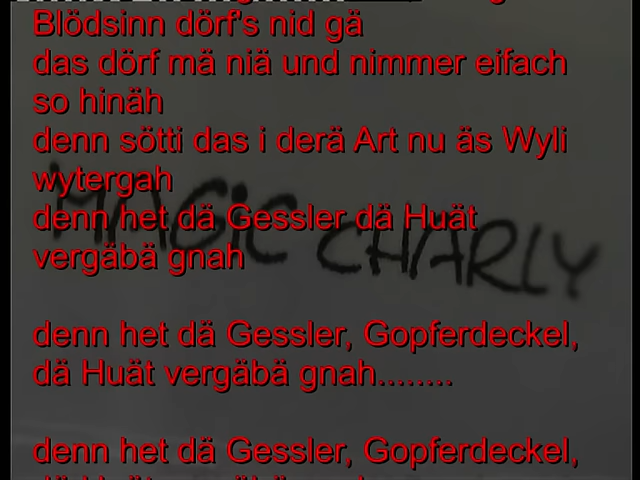 Blödsinn dörf's nid gä
das dörf mä niä und nimmer eifach
so hinäh
denn sötti das i derä Art nu äs Wyli
wytergah
denn het dä Gessler dä Huät
vergäbä gnah
MAGIC CHARLY
denn het dä Gessler, Gopferdeckel,
dä Huät vergäbä gnah........
denn het dä Gessler, Gopferdeckel,